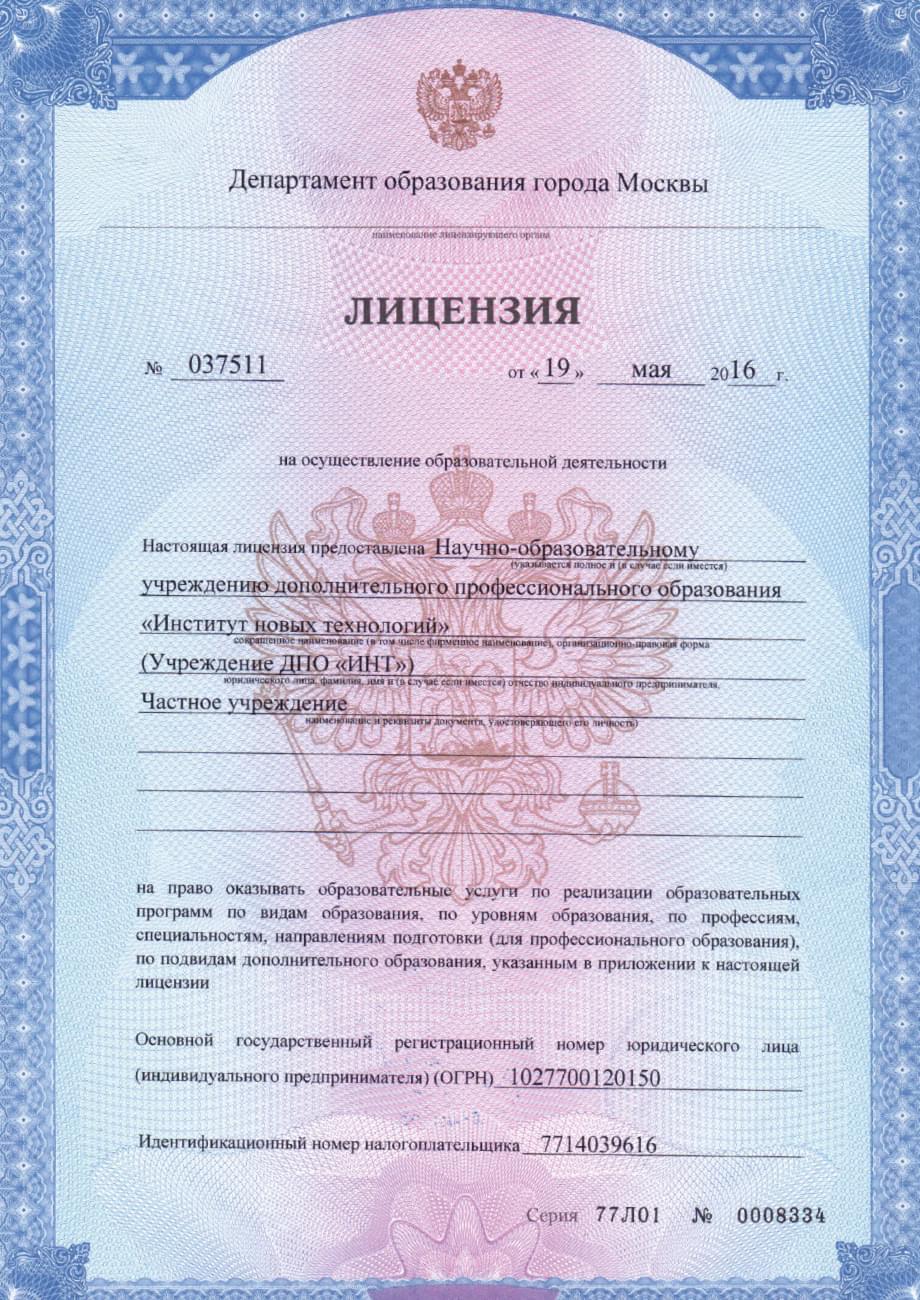 Департамент образования города Москвы
наименование лицензирующего органа
ЛИЦЕНЗИЯ
№ 037511 от «19» мая 2016 г.
на осуществление образовательной деятельности
Настоящая лицензия предоставлена Научно-образовательному
(указывается полное и (в случае если имеется)
учреждению дополнительного профессионального образования
«Институт новых технологий»
сокращенное наименование (в том числе фирменное наименование), организационно-правовая форма
(Учреждение ДПО «ИНТ»)
юридического лица, фамилия, имя и (в случае если имеется) отчество индивидуального предпринимателя,
Частное учреждение
наименование и реквизиты документа, удостоверяющего его личность)
на право оказывать образовательные услуги по реализации образовательных
программ по видам образования, по уровням образования, по профессиям,
специальностям, направлениям подготовки (для профессионального образования),
по подвидам дополнительного образования, указанным в приложении к настоящей
лицензии
Основной государственный регистрационный номер юридического лица
(индивидуального предпринимателя) (ОГРН) 1027700120150
Идентификационный номер налогоплательщика 7714039616
Серия 77Л01 № 0008334